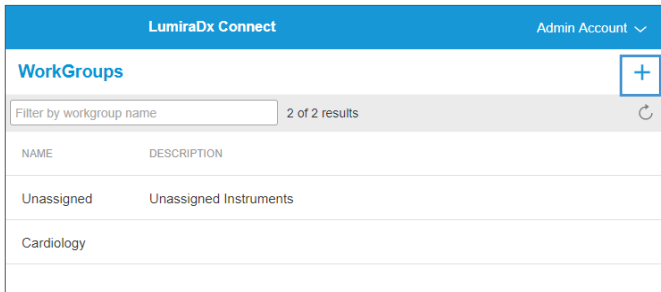 LumiraDx Connect Admin Account
WorkGroups
Filter by workgroup name 2 of 2 results
NAME DESCRIPTION
Unassigned Unassigned Instruments
Cardiology